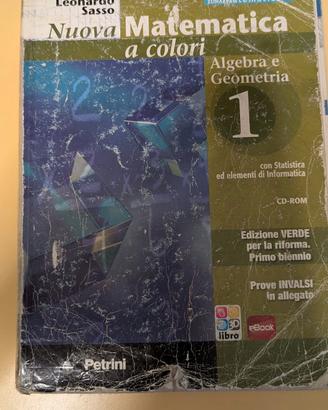 Leonardo
Sasso
Nuova Matematica
a colori
Algebra e
Geometria
1
con Statistica
ed elementi di Informatica
CD-ROM
Edizione VERDE
per la riforma.
Primo biennio
Prove INVALSI
in allegato
libro
eBook
Petrini